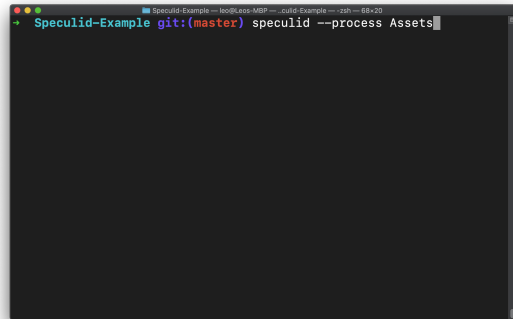 Speculid-Example — leo@Leos-MBP — ..culid-Example — -zsh — 68×20
➜ Speculid-Example git:(master) speculid --process Assets